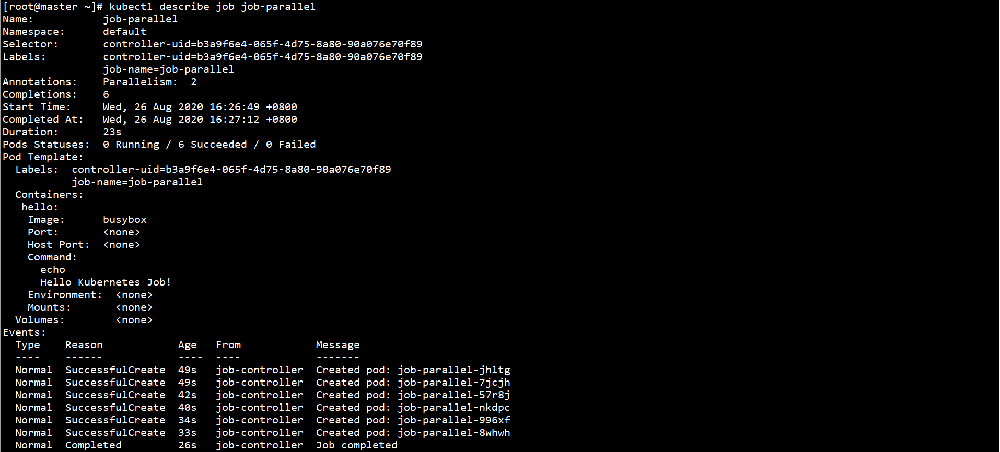 [root@master ~]# kubectl describe job job-parallel
Name:           job-parallel
Namespace:      default
Selector:       controller-uid=b3a9f6e4-065f-4d75-8a80-90a076e70f89
Labels:         controller-uid=b3a9f6e4-065f-4d75-8a80-90a076e70f89
                job-name=job-parallel
Annotations:    Parallelism:  2
Completions:    6
Start Time:     Wed, 26 Aug 2020 16:26:49 +0800
Completed At:   Wed, 26 Aug 2020 16:27:12 +0800
Duration:       23s
Pods Statuses:  0 Running / 6 Succeeded / 0 Failed
Pod Template:
  Labels:  controller-uid=b3a9f6e4-065f-4d75-8a80-90a076e70f89
           job-name=job-parallel
  Containers:
   hello:
    Image:      busybox
    Port:       <none>
    Host Port:  <none>
    Command:
      echo
      Hello Kubernetes Job!
    Environment:  <none>
    Mounts:       <none>
  Volumes:        <none>
Events:
  Type    Reason            Age   From            Message
  ----    ------            ----  ----            -------
  Normal  SuccessfulCreate  49s   job-controller  Created pod: job-parallel-jhltg
  Normal  SuccessfulCreate  49s   job-controller  Created pod: job-parallel-7jcjh
  Normal  SuccessfulCreate  42s   job-controller  Created pod: job-parallel-57r8j
  Normal  SuccessfulCreate  40s   job-controller  Created pod: job-parallel-nkdpc
  Normal  SuccessfulCreate  34s   job-controller  Created pod: job-parallel-996xf
  Normal  SuccessfulCreate  33s   job-controller  Created pod: job-parallel-8whwh
  Normal  Completed         26s   job-controller  Job completed